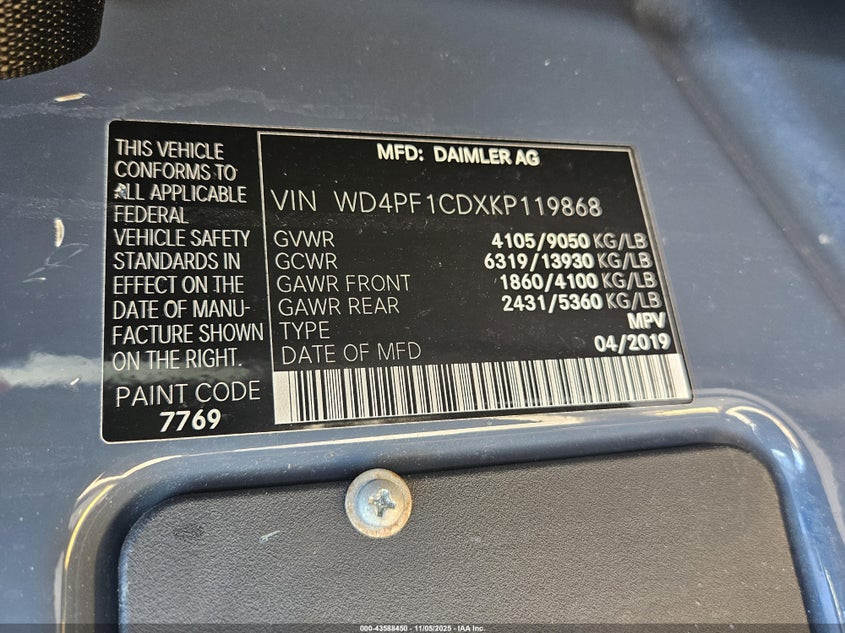 THIS VEHICLE
CONFORMS TO
ALL APPLICABLE
FEDERAL
VEHICLE SAFETY
STANDARDS IN
EFFECT ON THE
DATE OF MANU-
FACTURE SHOWN
ON THE RIGHT.
PAINT CODE
7769
MFD: DAIMLER AG
VIN WD4PF1CDXKP119868
GVWR 4105/9050 KG/LB
GCWR 6319/13930 KG/LB
GAWR FRONT 1860/4100 KG/LB
GAWR REAR 2431/5360 KG/LB
TYPE MPV
DATE OF MFD 04/2019
000-43588450 - 11/05/2025 - IAA Inc.